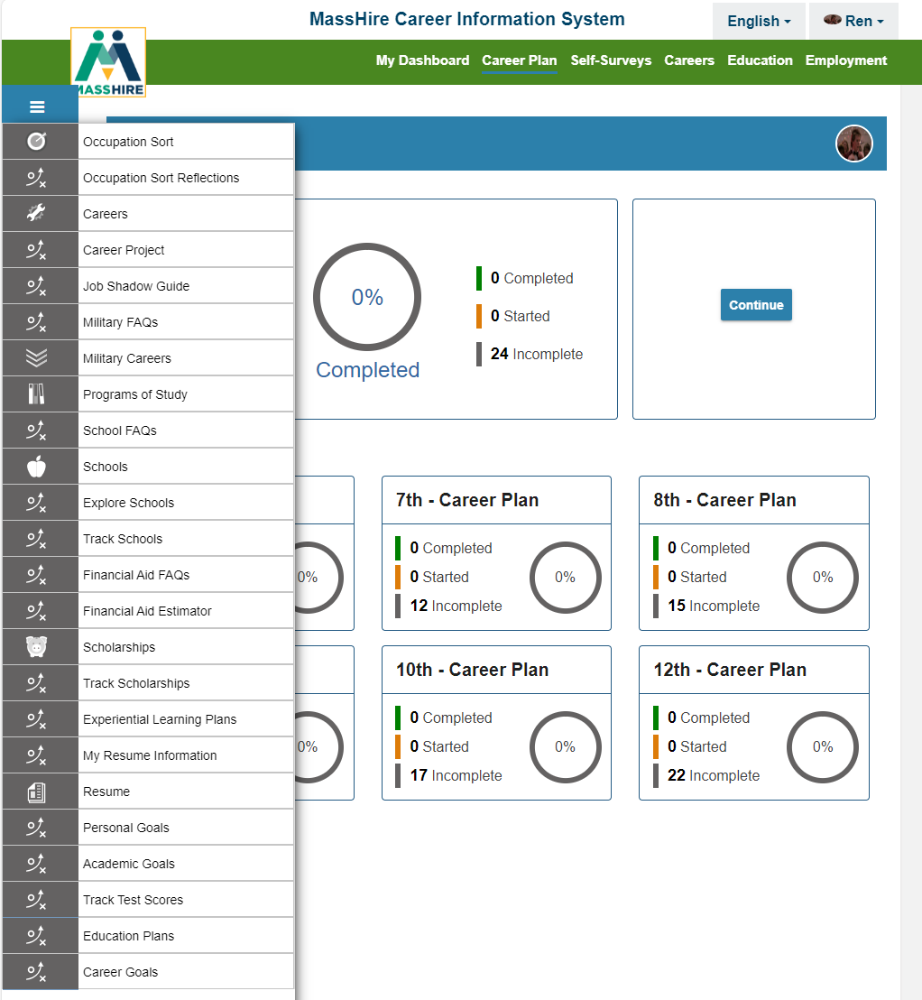 MassHire Career Information System
English
Ren
MASSHIRE
My Dashboard Career Plan Self-Surveys Careers Education Employment
Occupation Sort
Occupation Sort Reflections
Careers
Career Project
Job Shadow Guide
Military FAQs
Military Careers
Programs of Study
School FAQs
Schools
Explore Schools
Track Schools
Financial Aid FAQs
Financial Aid Estimator
Scholarships
Track Scholarships
Experiential Learning Plans
My Resume Information
Resume
Personal Goals
Academic Goals
Track Test Scores
Education Plans
Career Goals
0%
Completed
0 Completed
0 Started
24 Incomplete
Continue
0%
7th - Career Plan
0 Completed
0 Started
12 Incomplete
0%
8th - Career Plan
0 Completed
0 Started
15 Incomplete
0%
0%
10th - Career Plan
0 Completed
0 Started
17 Incomplete
0%
12th - Career Plan
0 Completed
0 Started
22 Incomplete
0%